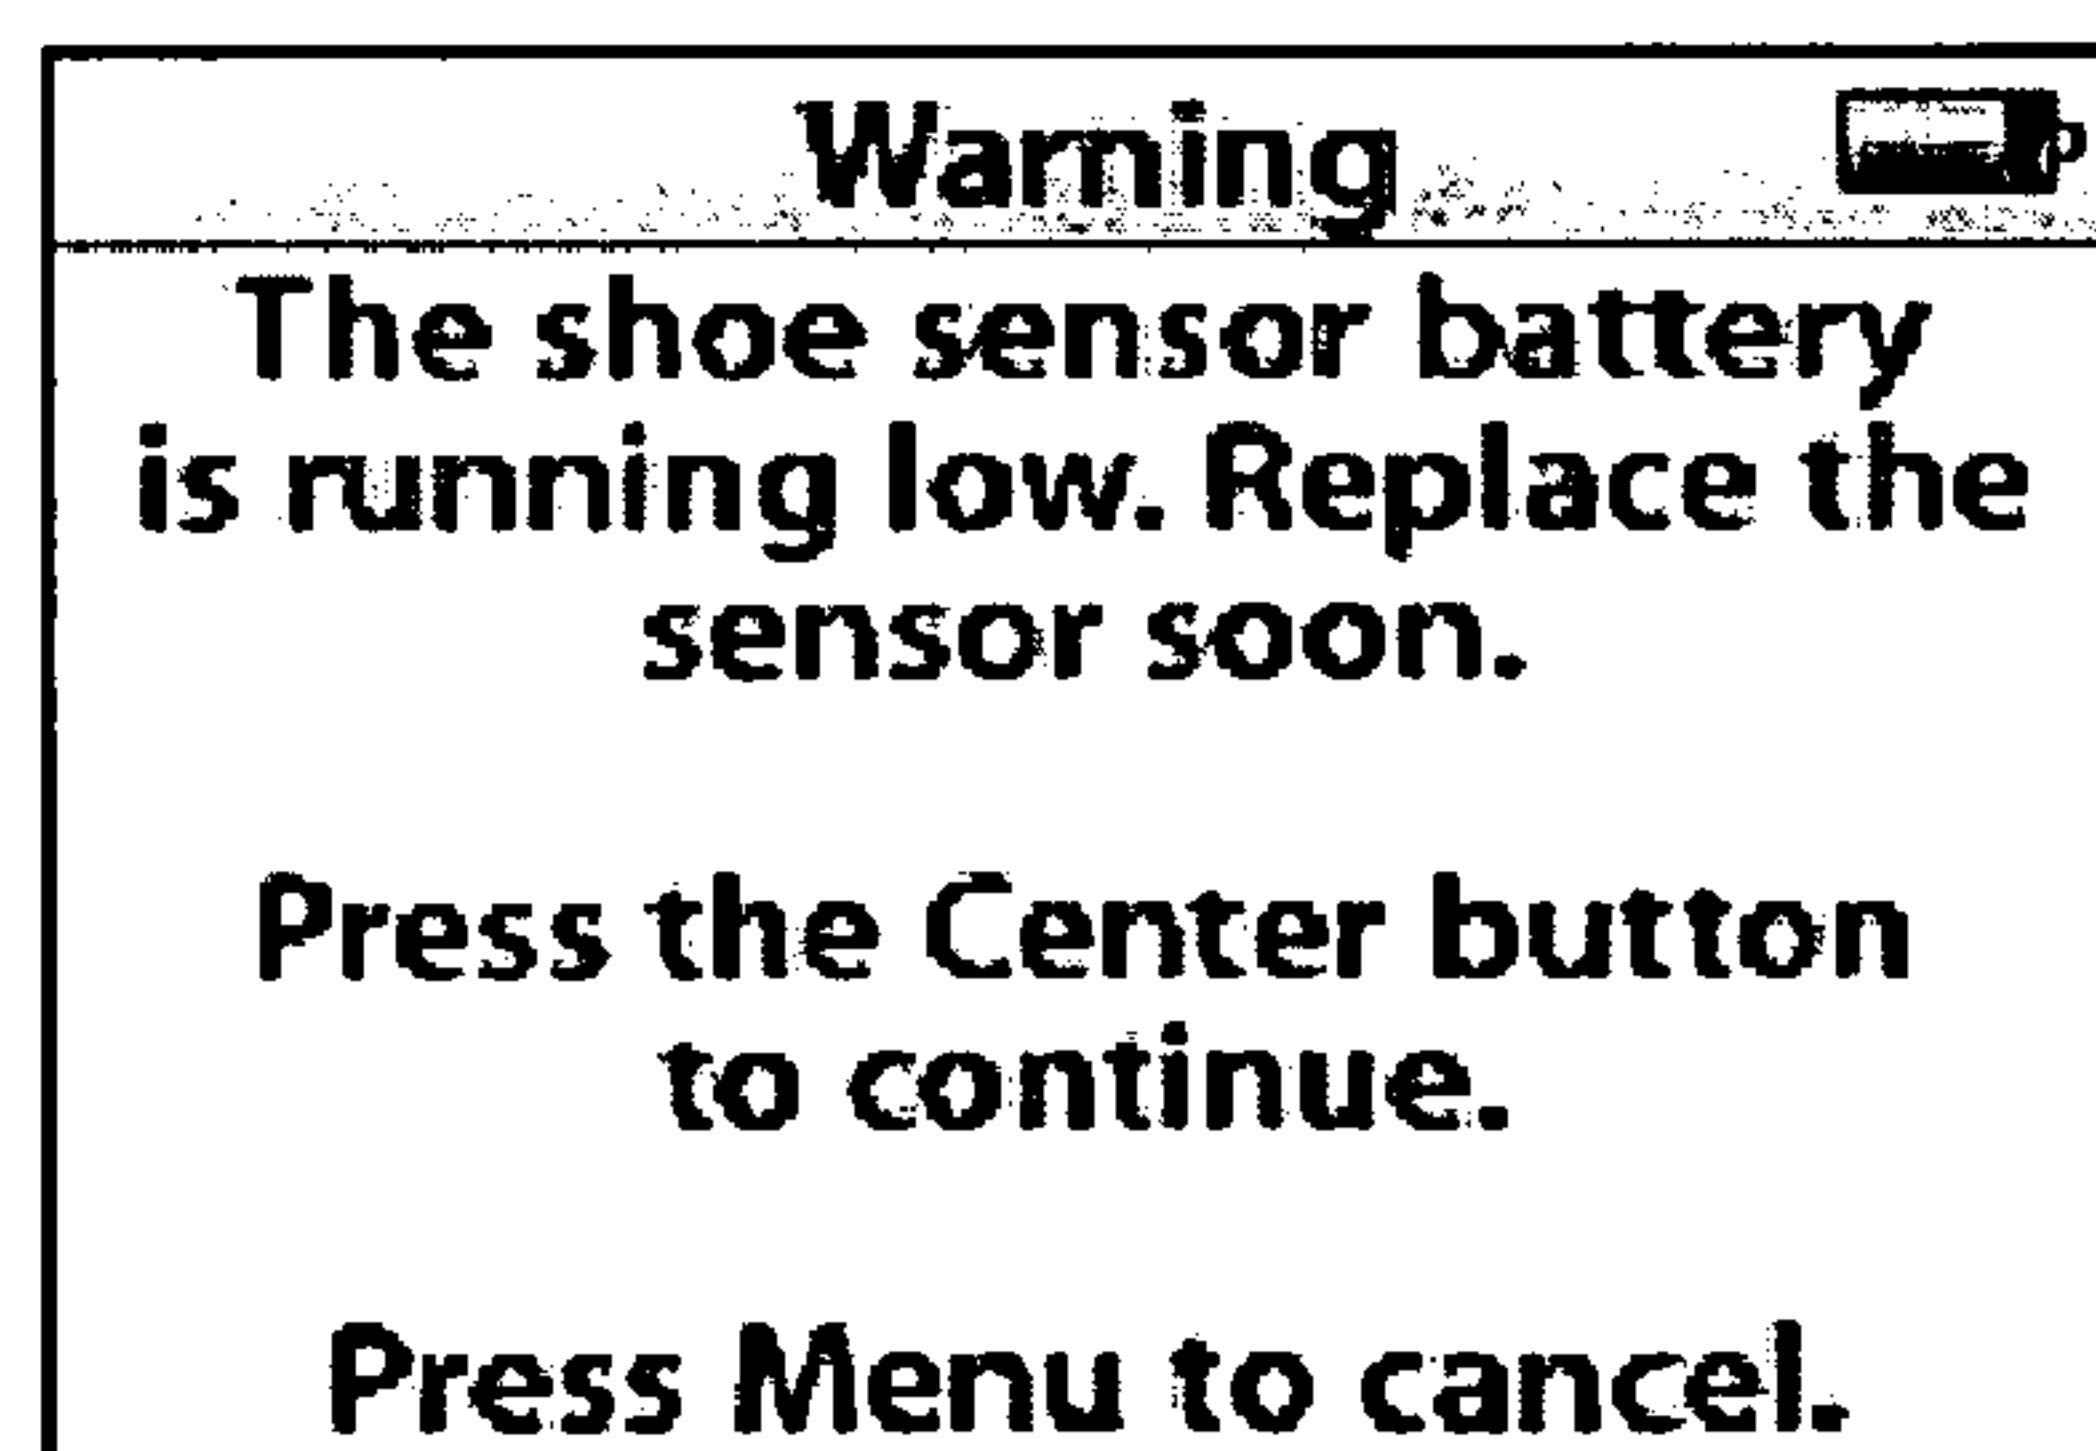 Warning
The shoe sensor battery
is running low. Replace the
sensor soon.
Press the Center button
to continue.
Press Menu to cancel.